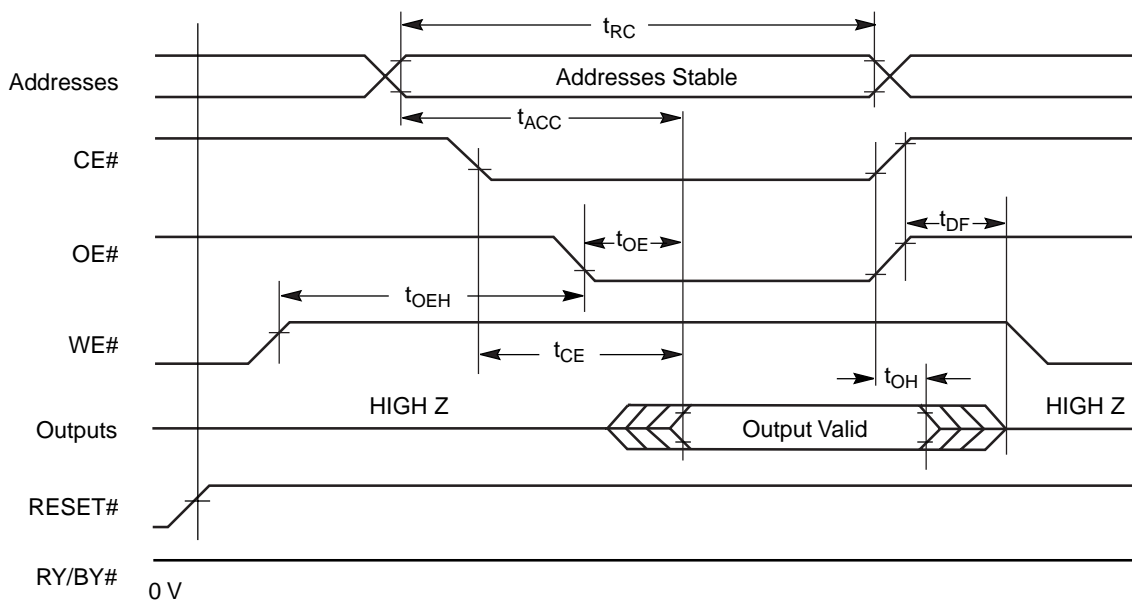 tRC
Addresses
Addresses Stable
tACC
CE#
tDF
tOE
OE#
tOEH
WE#
tCE
tOH
HIGH Z
HIGH Z
Outputs
Output Valid
RESET#
RY/BY#
0 V